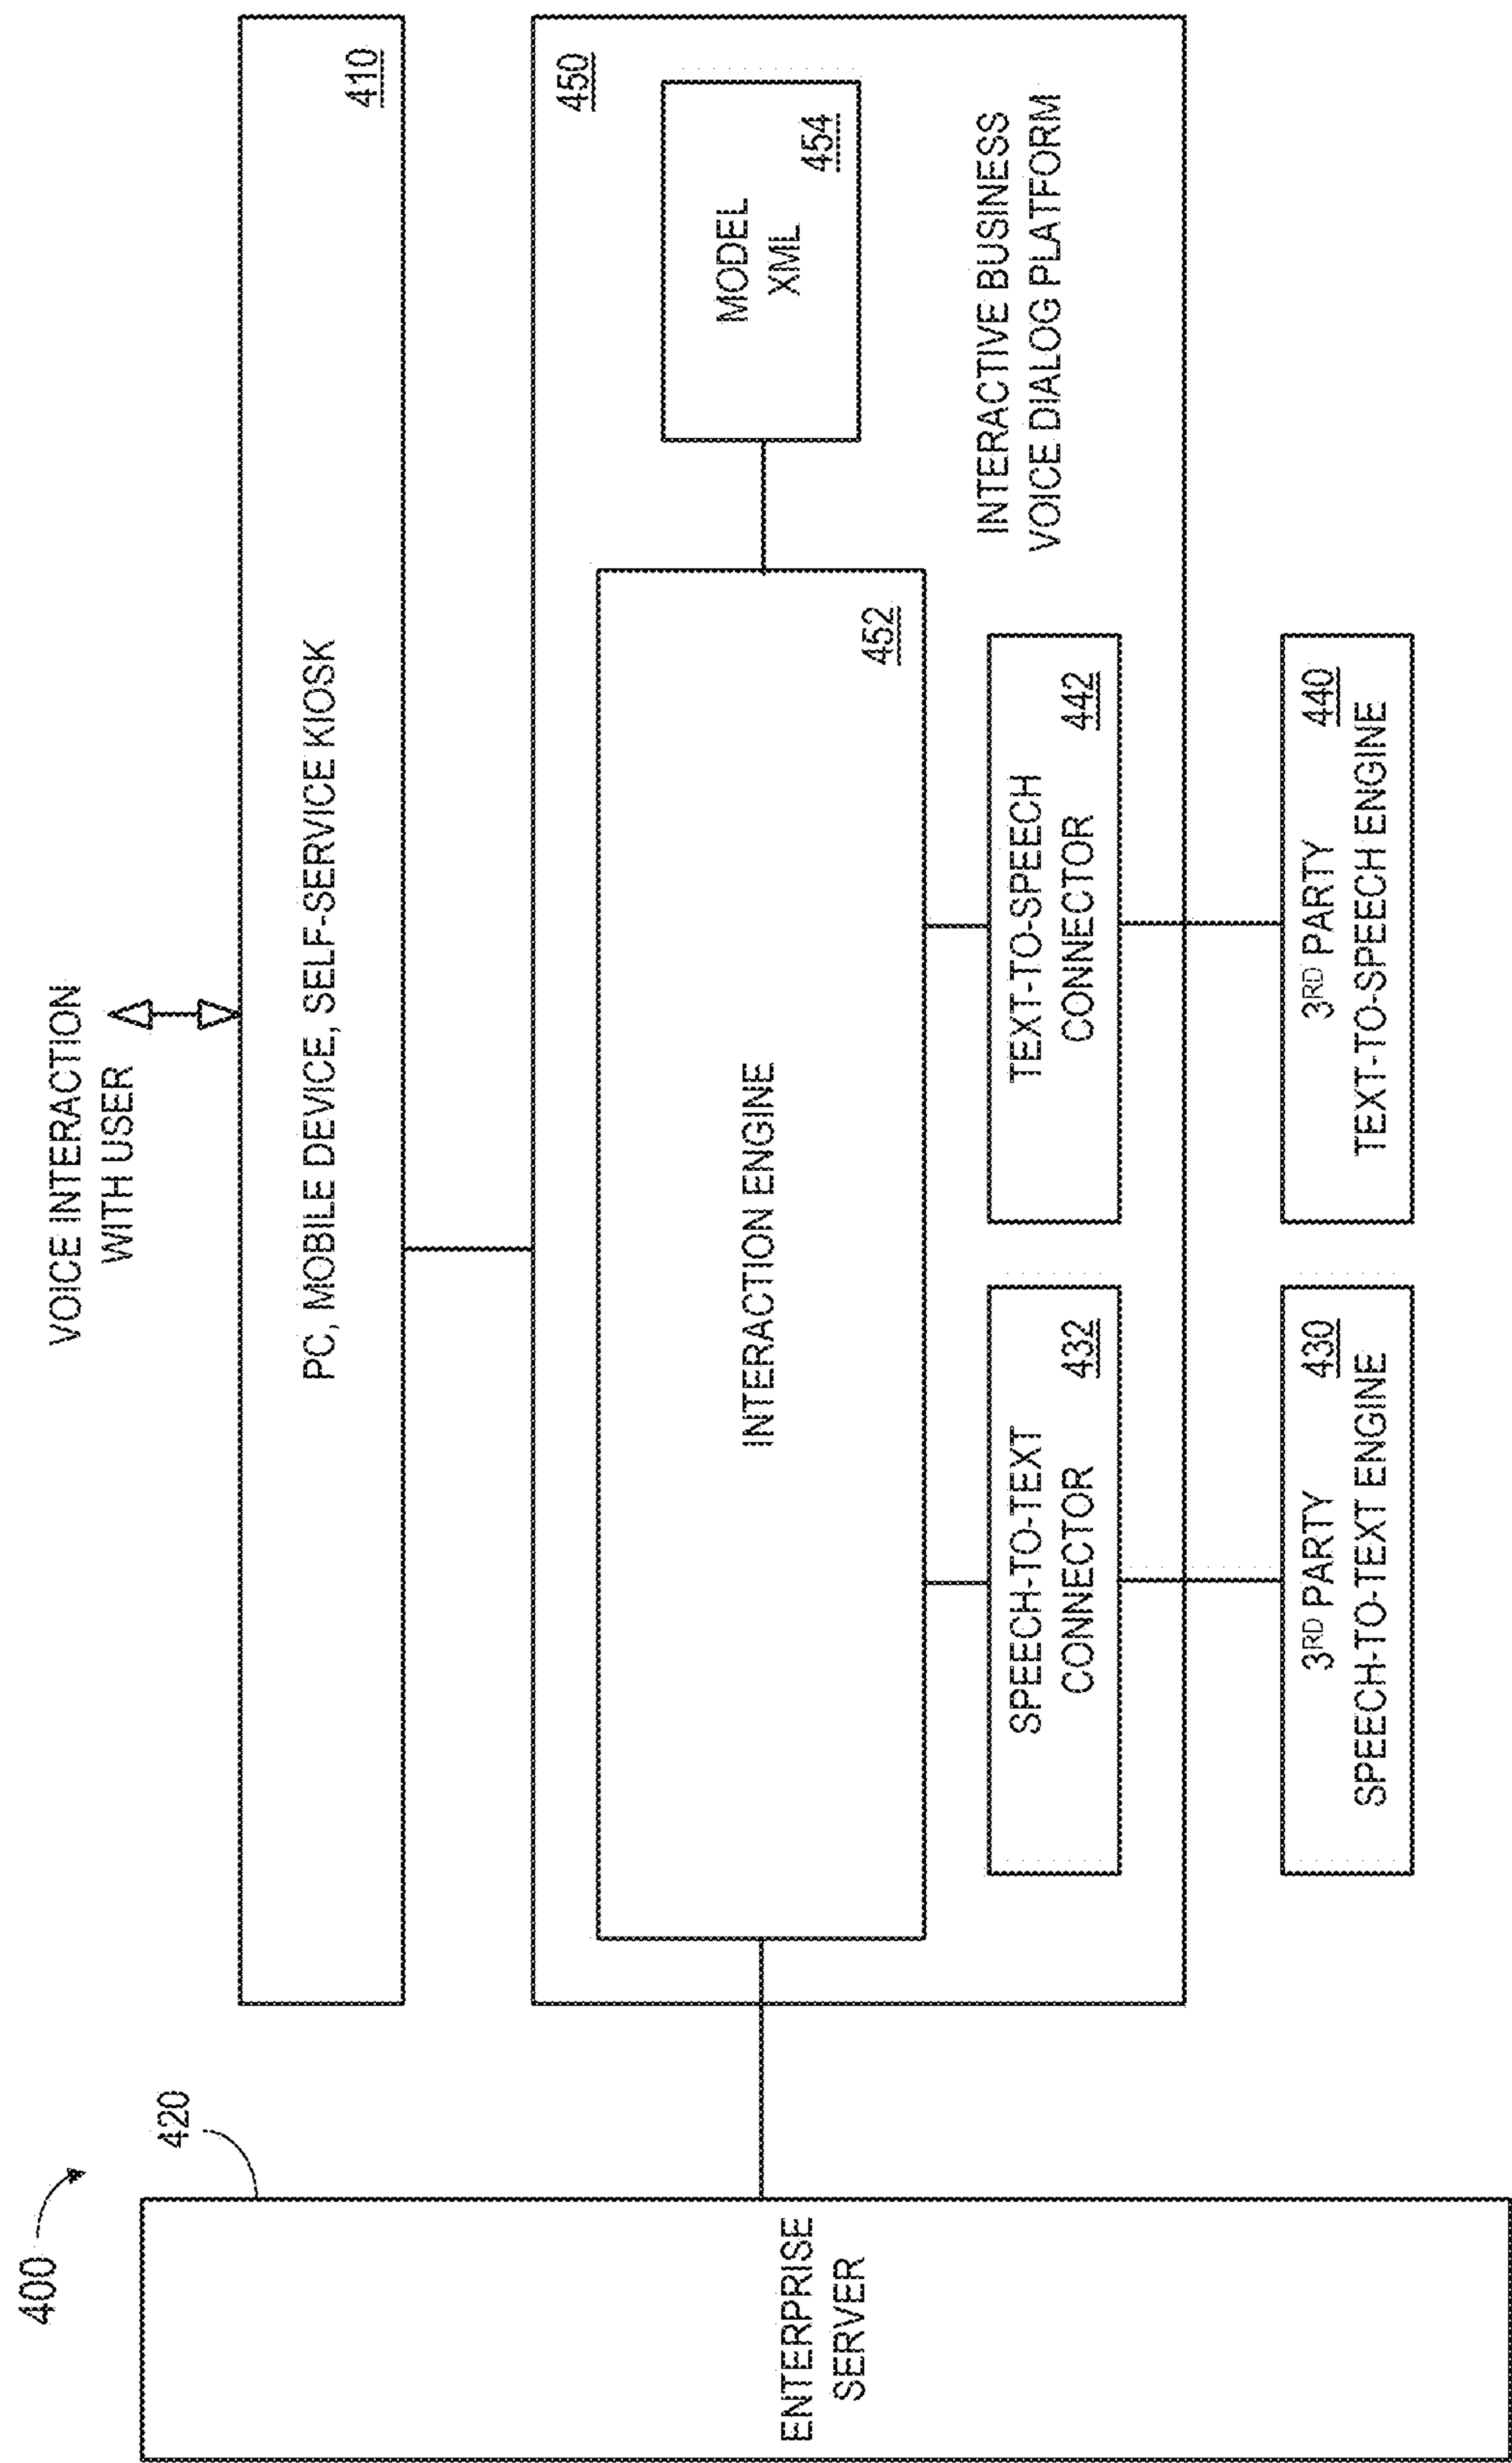 400
VOICE INTERACTION
WITH USER
420
PC, MOBILE DEVICE, SELF-SERVICE KIOSK
410
450
ENTERPRISE
SERVER
INTERACTION ENGINE
452
MODEL
XML
454
SPEECH-TO-TEXT
CONNECTOR
432
TEXT-TO-SPEECH
CONNECTOR
442
INTERACTIVE BUSINESS
VOICE DIALOG PLATFORM
3RD PARTY
430
SPEECH-TO-TEXT ENGINE
3RD PARTY
440
TEXT-TO-SPEECH ENGINE